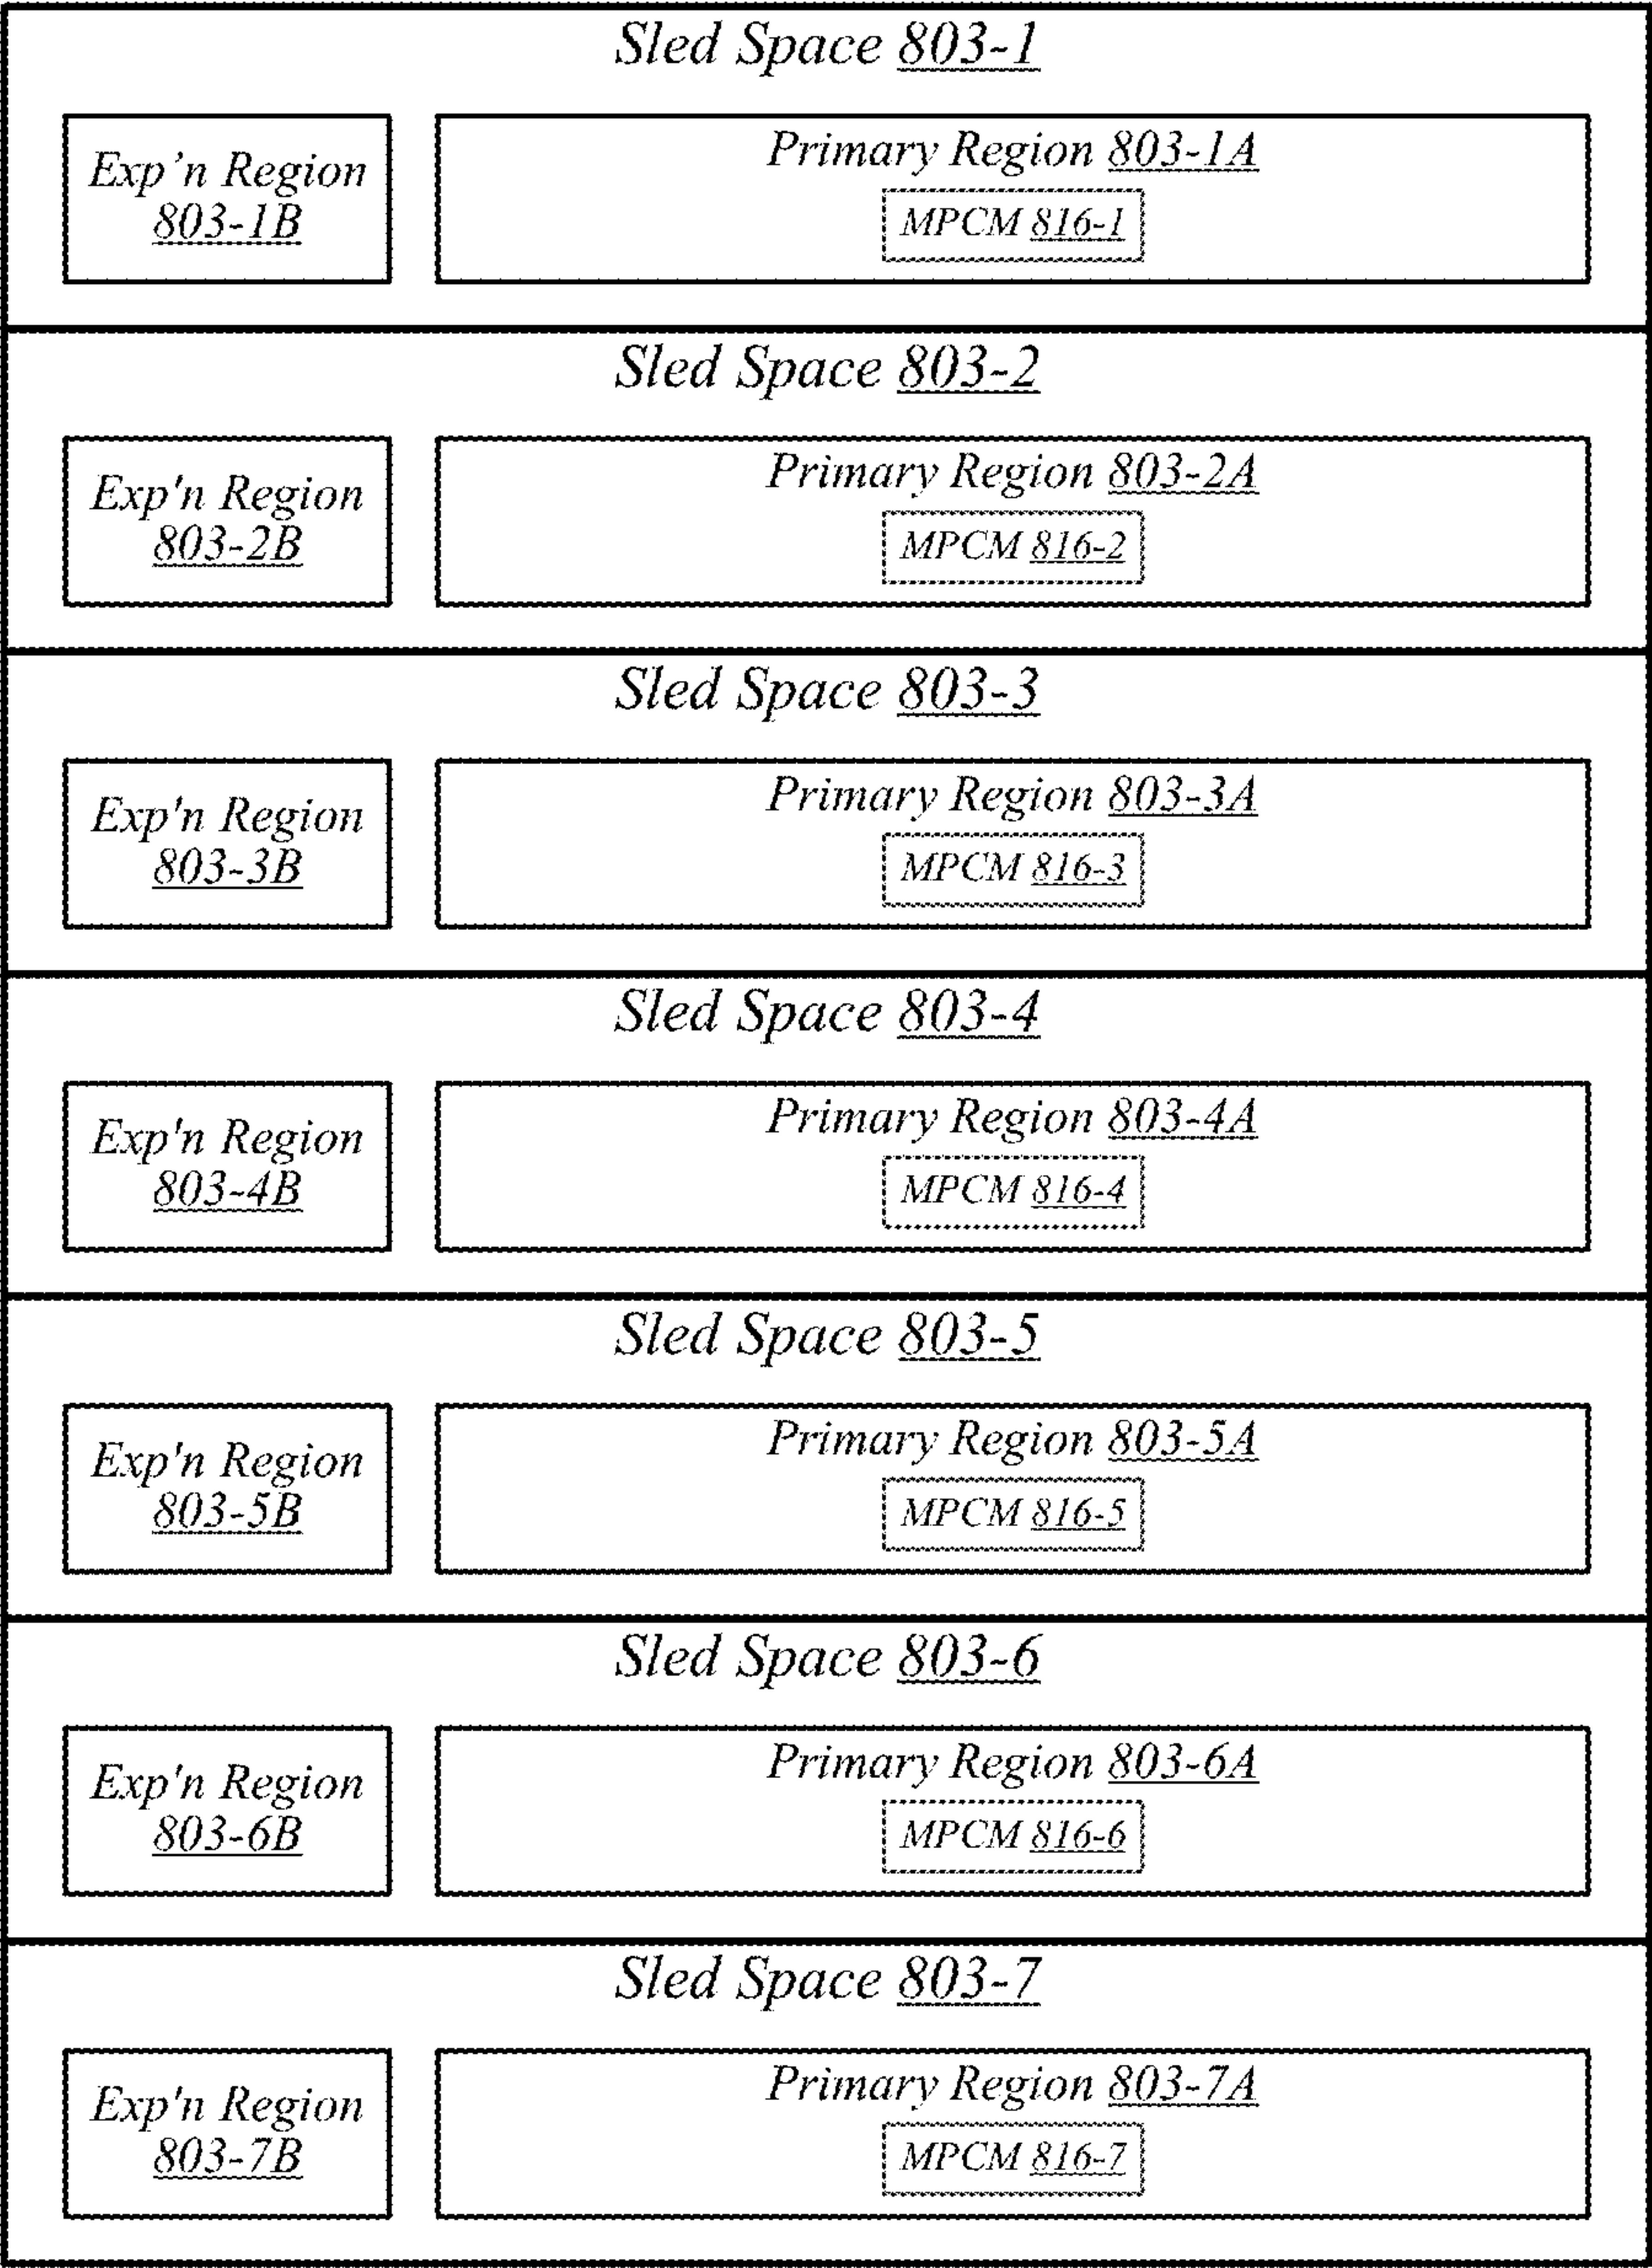 Sled Space 803-1
Exp’n Region
803-1B
Primary Region 803-1A
MPCM 816-1
Sled Space 803-2
Exp'n Region
803-2B
Primary Region 803-2A
MPCM 816-2
Sled Space 803-3
Exp'n Region
803-3B
Primary Region 803-3A
MPCM 816-3
Sled Space 803-4
Exp'n Region
803-4B
Primary Region 803-4A
MPCM 816-4
Sled Space 803-5
Exp'n Region
803-5B
Primary Region 803-5A
MPCM 816-5
Sled Space 803-6
Exp'n Region
803-6B
Primary Region 803-6A
MPCM 816-6
Sled Space 803-7
Exp'n Region
803-7B
Primary Region 803-7A
MPCM 816-7